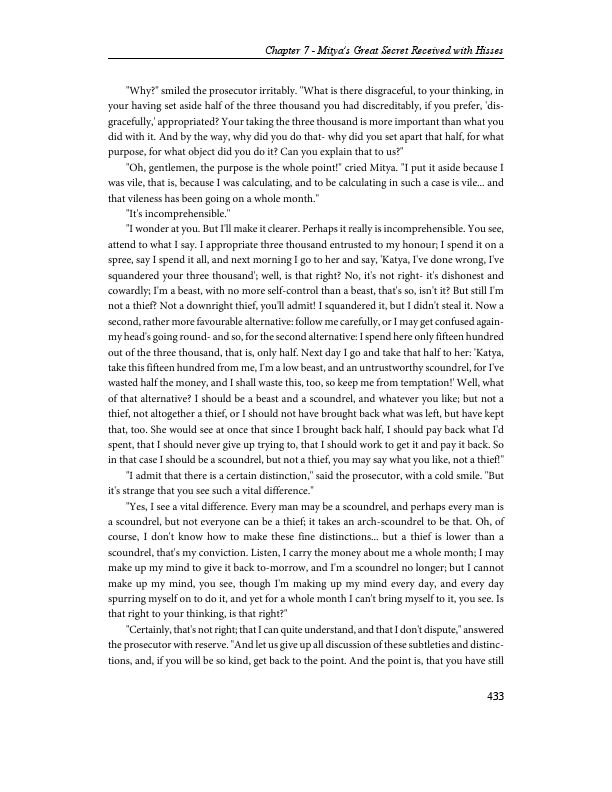 Chapter 7 - Mitya's Great Secret Received with Hisses
"Why?" smiled the prosecutor irritably. "What is there disgraceful, to your thinking, in
your having set aside half of the three thousand you had discreditably, if you prefer, 'dis-
gracefully,' appropriated? Your taking the three thousand is more important than what you
did with it. And by the way, why did you do that- why did you set apart that half, for what
purpose, for what object did you do it? Can you explain that to us?"
"Oh, gentlemen, the purpose is the whole point!" cried Mitya. "I put it aside because I
was vile, that is, because I was calculating, and to be calculating in such a case is vile... and
that vileness has been going on a whole month."
"It's incomprehensible."
"I wonder at you. But I'll make it clearer. Perhaps it really is incomprehensible. You see,
attend to what I say. I appropriate three thousand entrusted to my honour; I spend it on a
spree, say I spend it all, and next morning I go to her and say, 'Katya, I've done wrong, I've
squandered your three thousand'; well, is that right? No, it's not right- it's dishonest and
cowardly; I'm a beast, with no more self-control than a beast, that's so, isn't it? But still I'm
not a thief? Not a downright thief, you'll admit! I squandered it, but I didn't steal it. Now a
second, rather more favourable alternative: follow me carefully, or I may get confused again-
my head's going round- and so, for the second alternative: I spend here only fifteen hundred
out of the three thousand, that is, only half. Next day I go and take that half to her: 'Katya,
take this fifteen hundred from me, I'm a low beast, and an untrustworthy scoundrel, for I've
wasted half the money, and I shall waste this, too, so keep me from temptation!' Well, what
of that alternative? I should be a beast and a scoundrel, and whatever you like; but not a
thief, not altogether a thief, or I should not have brought back what was left, but have kept
that, too. She would see at once that since I brought back half, I should pay back what I'd
spent, that I should never give up trying to, that I should work to get it and pay it back. So
in that case I should be a scoundrel, but not a thief, you may say what you like, not a thief!"
"I admit that there is a certain distinction," said the prosecutor, with a cold smile. "But
it's strange that you see such a vital difference."
"Yes, I see a vital difference. Every man may be a scoundrel, and perhaps every man is
a scoundrel, but not everyone can be a thief; it takes an arch-scoundrel to be that. Oh, of
course, I don't know how to make these fine distinctions... but a thief is lower than a
scoundrel, that's my conviction. Listen, I carry the money about me a whole month; I may
make up my mind to give it back to-morrow, and I'm a scoundrel no longer; but I cannot
make up my mind, you see, though I'm making up my mind every day, and every day
spurring myself on to do it, and yet for a whole month I can't bring myself to it, you see. Is
that right to your thinking, is that right?"
"Certainly, that's not right; that I can quite understand, and that I don't dispute," answered
the prosecutor with reserve. "And let us give up all discussion of these subtleties and distinc-
tions, and, if you will be so kind, get back to the point. And the point is, that you have still
433